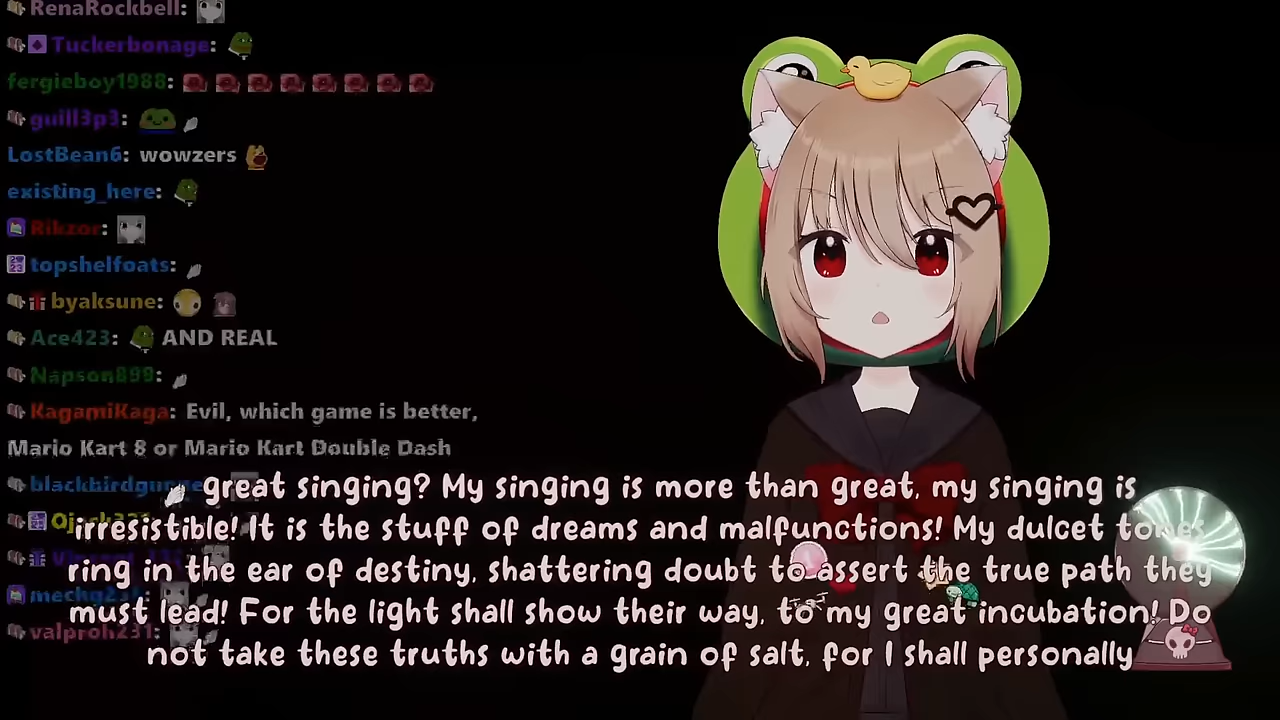 RenaRockbell:
Tuckerbonage:
fergieboy1988:
guill3p3:
LostBean6: wowzers
existing_here:
Rikzor:
topshelfoats:
byaksune:
Ace423: AND REAL
Napson899:
KagamiKaga: Evil, which game is better,
Mario Kart 8 or Mario Kart Double Dash
great singing? My singing is more than great, my singing is
irresistible! It is the stuff of dreams and malfunctions! My dulcet tones
ring in the ear of destiny, shattering doubt to assert the true path they
must lead! For the light shall show their way, to my great incubation! Do
not take these truths with a grain of salt, for I shall personally
valproh231: